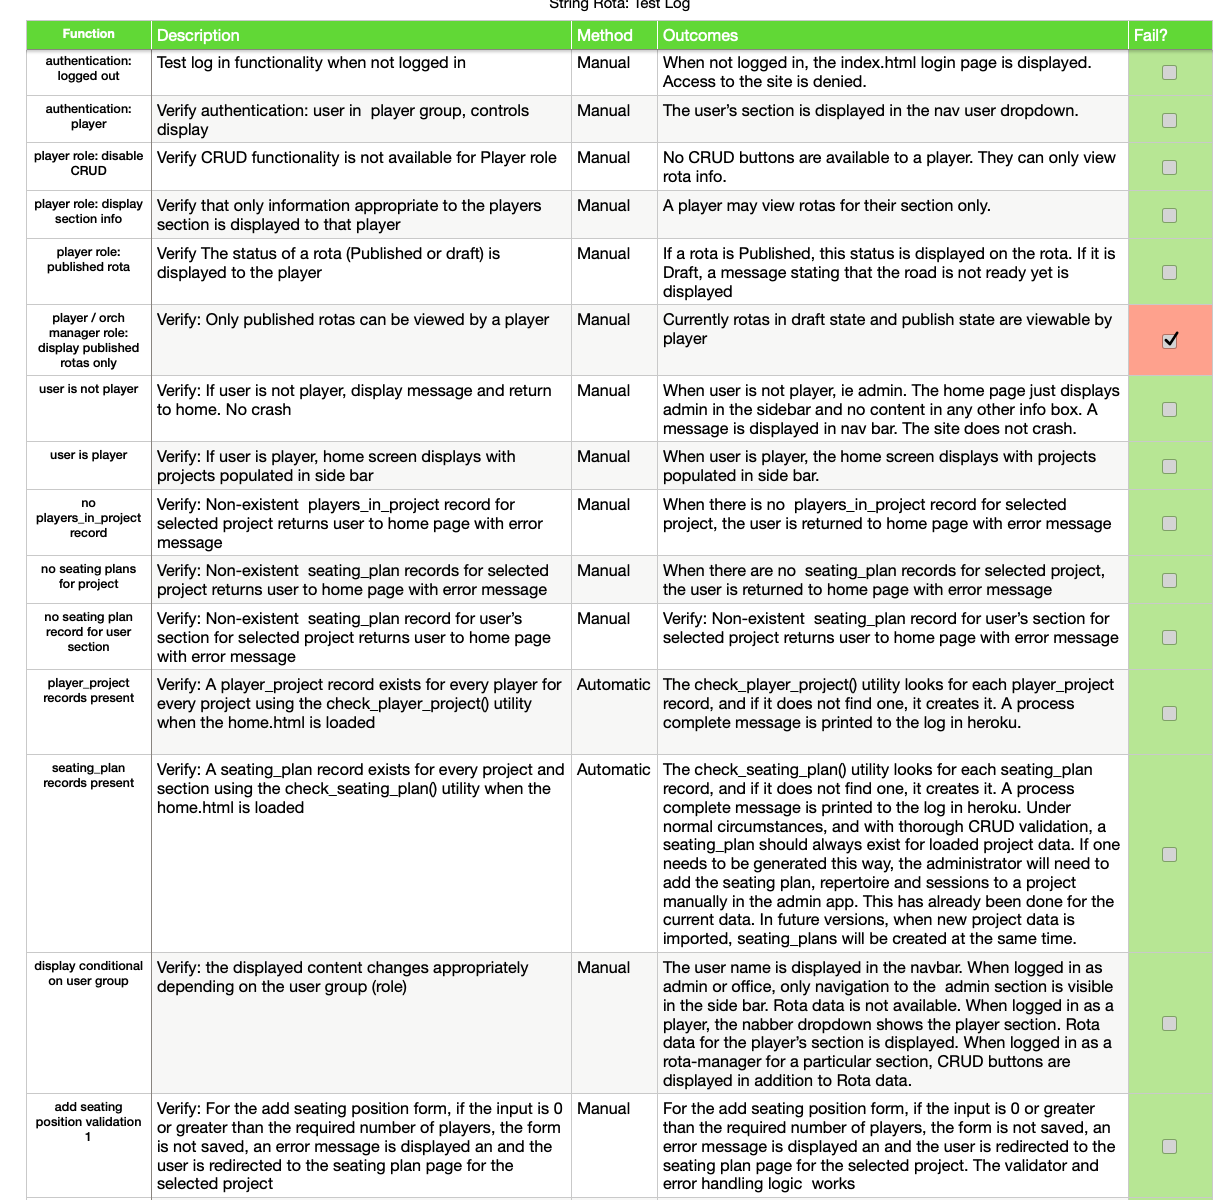 String Rota: Test Log
Function Description Method Outcomes Fail?
authentication:
logged out
Test log in functionality when not logged in
Manual
When not logged in, the index.html login page is displayed.
Access to the site is denied.
authentication:
player
Verify authentication: user in  player group, controls
display
Manual
The user's section is displayed in the nav user dropdown.
player role: disable
CRUD
Verify CRUD functionality is not available for Player role
Manual
No CRUD buttons are available to a player. They can only view
rota info.
player role: display
section info
Verify that only information appropriate to the players
section is displayed to that player
Manual
A player may view rotas for their section only.
player role:
published rota
Verify The status of a rota (Published or draft) is
displayed to the player
Manual
If a rota is Published, this status is displayed on the rota. If it is
Draft, a message stating that the road is not ready yet is
displayed
player / orch
manager role:
display published
rotas only
Verify: Only published rotas can be viewed by a player
Manual
Currently rotas in draft state and publish state are viewable by
player
user is not player
Verify: If user is not player, display message and return
to home. No crash
Manual
When user is not player, ie admin. The home page just displays
admin in the sidebar and no content in any other info box. A
message is displayed in nav bar. The site does not crash.
user is player
Verify: If user is player, home screen displays with
projects populated in side bar
Manual
When user is player, the home screen displays with projects
populated in side bar.
no
players_in_project
record
Verify: Non-existent  players_in_project record for
selected project returns user to home page with error
message
Manual
When there is no  players_in_project record for selected
project, the user is returned to home page with error message
no seating plans
for project
Verify: Non-existent  seating_plan records for selected
project returns user to home page with error message
Manual
When there are no  seating_plan records for selected project,
the user is returned to home page with error message
no seating plan
record for user
section
Verify: Non-existent  seating_plan record for user's
section for selected project returns user to home page
with error message
Manual
Verify: Non-existent  seating_plan record for user's section for
selected project returns user to home page with error message
player_project
records present
Verify: A player_project record exists for every player for
every project using the check_player_project() utility
when the home.html is loaded
Automatic
The check_player_project() utility looks for each player_project
record, and if it does not find one, it creates it. A process
complete message is printed to the log in heroku.
seating_plan
records present
Verify: A seating_plan record exists for every project and
section using the check_seating_plan() utility when the
home.html is loaded
Automatic
The check_seating_plan() utility looks for each seating_plan
record, and if it does not find one, it creates it. A process
complete message is printed to the log in heroku. Under
normal circumstances, and with thorough CRUD validation, a
seating_plan should always exist for loaded project data. If one
needs to be generated this way, the administrator will need to
add the seating plan, repertoire and sessions to a project
manually in the admin app. This has already been done for the
current data. In future versions, when new project data is
imported, seating_plans will be created at the same time.
display conditional
on user group
Verify: the displayed content changes appropriately
depending on the user group (role)
Manual
The user name is displayed in the navbar. When logged in as
admin or office, only navigation to the  admin section is visible
in the side bar. Rota data is not available. When logged in as a
player, the nabber dropdown shows the player section. Rota
data for the player's section is displayed. When logged in as a
rota-manager for a particular section, CRUD buttons are
displayed in addition to Rota data.
add seating
position validation
1
Verify: For the add seating position form, if the input is 0
or greater than the required number of players, the form
is not saved, an error message is displayed an and the
user is redirected to the seating plan page for the
selected project
Manual
For the add seating position form, if the input is 0 or greater
than the required number of players, the form is not saved, an
error message is displayed an and the user is redirected to the
seating plan page for the selected project. The validator and
error handling logic  works